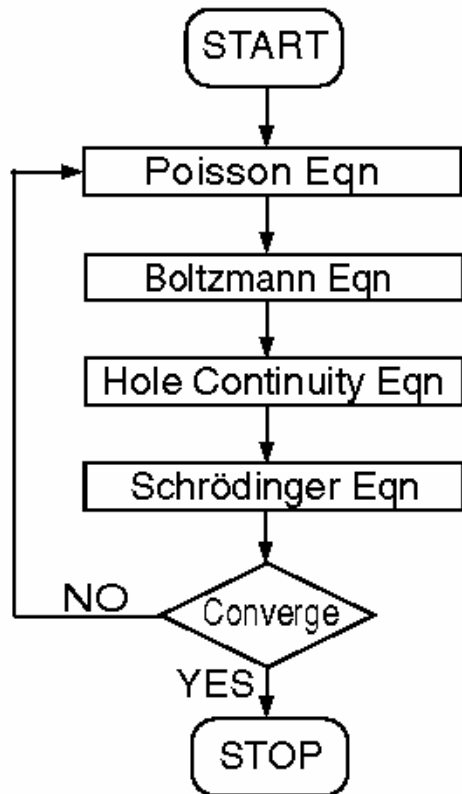 START
Poisson Eqn
Boltzmann Eqn
Hole Continuity Eqn
Schrödinger Eqn
Converge
NO
YES
STOP